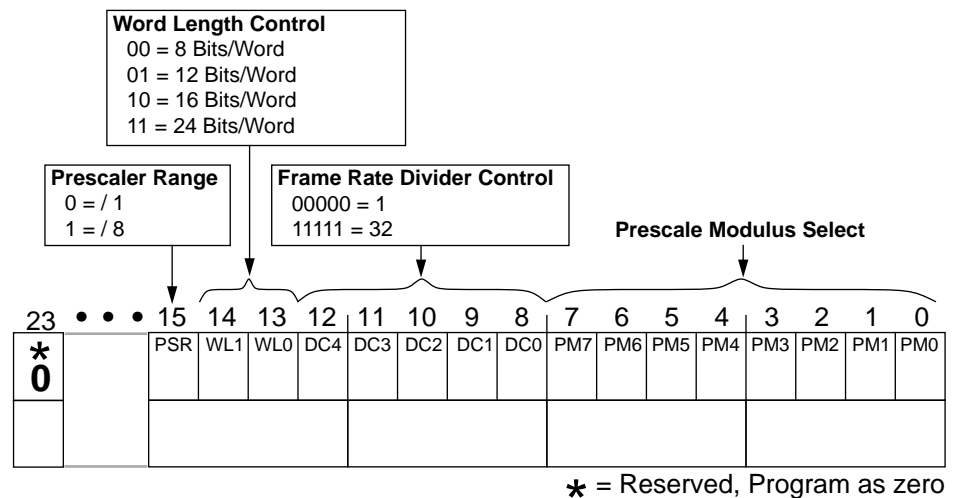 Word Length Control
00 = 8 Bits/Word
01 = 12 Bits/Word
10 = 16 Bits/Word
11 = 24 Bits/Word
Prescaler Range
0 = / 1
1 = / 8
Frame Rate Divider Control
00000 = 1
11111 = 32
Prescale Modulus Select
23 • • • 15 14 13 12 11 10 9 8 7 6 5 4 3 2 1 0
* PSR WL1 WL0 DC4 DC3 DC2 DC1 DC0 PM7 PM6 PM5 PM4 PM3 PM2 PM1 PM0
0
* = Reserved, Program as zero